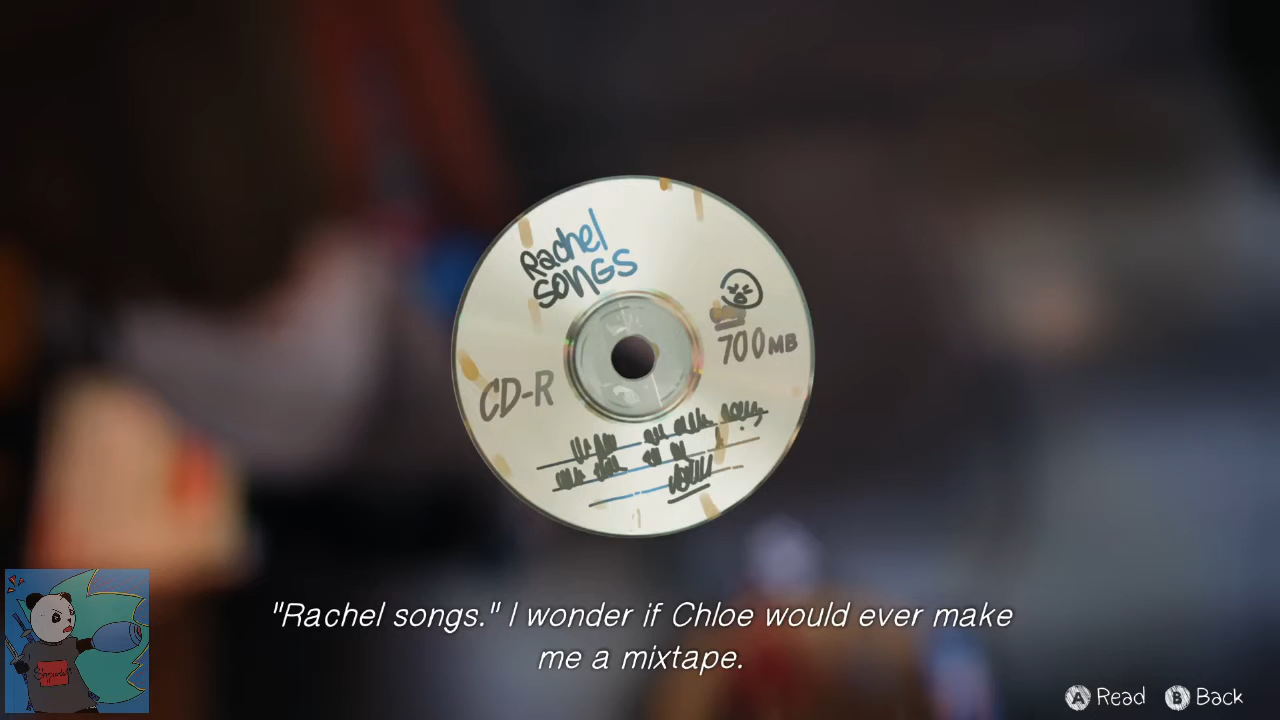 Rachel
SONGS
700MB
CD-R
"Rachel songs." I wonder if Chloe would ever make
me a mixtape.
A Read B Back